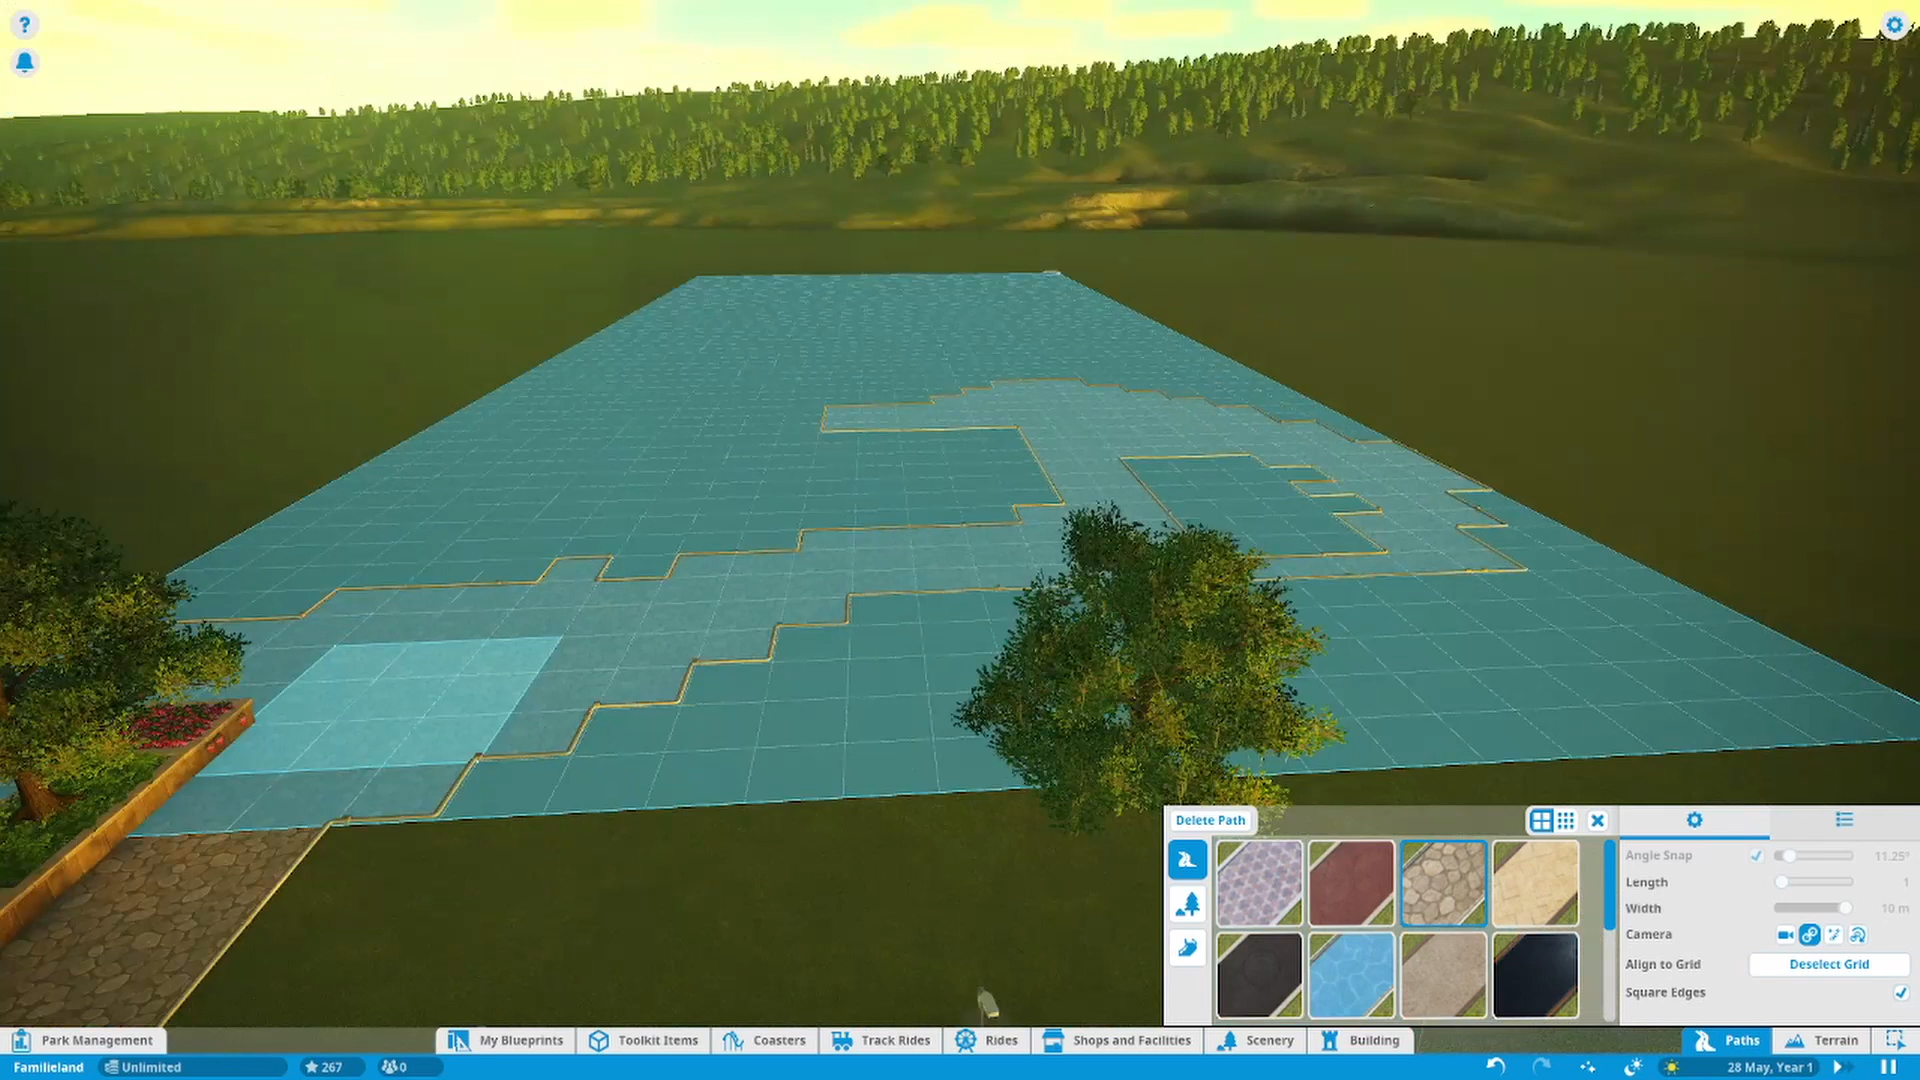 ?
Delete Path
Angle Snap 11.25°
Length 1
Width 10 m
Camera
Align to Grid Deselect Grid
Square Edges
Park Management My Blueprints Toolkit Items Coasters Track Rides Rides Shops and Facilities Scenery Building Paths Terrain
Familieland Unlimited 267 0 28 May, Year 1